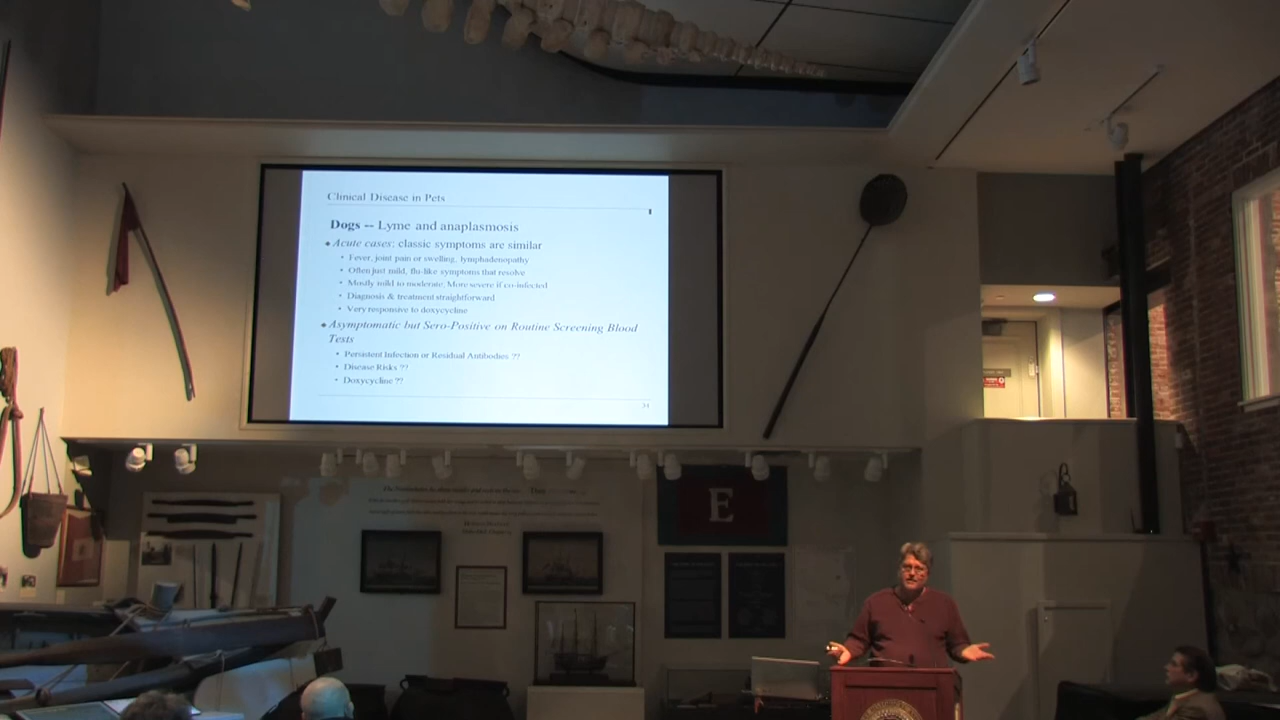 Clinical Disease in Pets
Dogs -- Lyme and anaplasmosis
Acute cases; classic symptoms are similar
Fever, joint pain or swelling, lymphadenopathy
Often just mild, flu-like symptoms that resolve
Mostly mild to moderate, More severe if co-infected
Diagnosis & treatment straightforward
Very responsive to doxycycline
Asymptomatic but Sero-Positive on Routine Screening Blood
Tests
Persistent Infection or Residual Antibodies ??
Disease Risks ??
Doxycycline ??
34
E